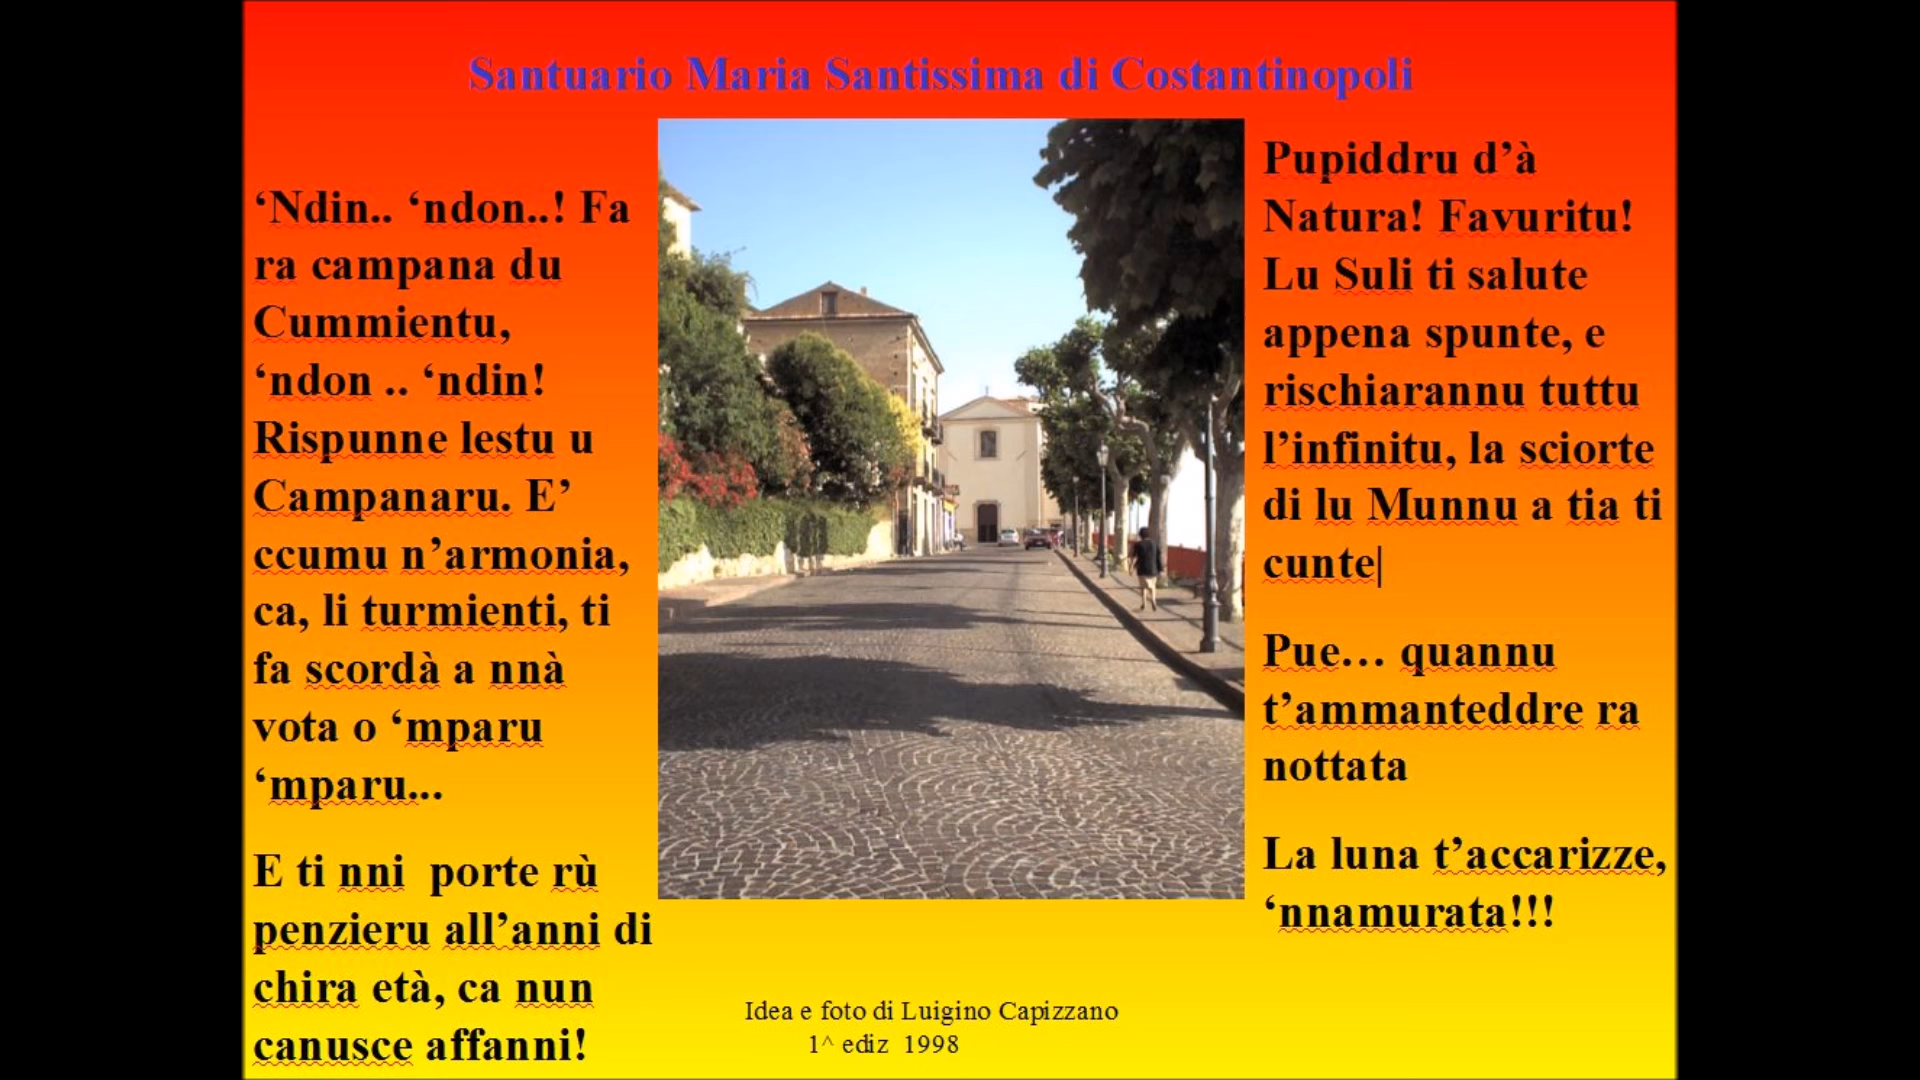 Santuario Maria Santissima di Costantinopoli
‘Ndin.. ‘ndon..! Fa
ra campana du
Cummientu,
‘ndon .. ‘ndin!
Rispunne lestu u
Campanaru. E’
ccumu n’armonia,
ca, li turmienti, ti
fa scordà a nnà
vota o ‘mparu
‘mparu...
E ti nni  porte rù
penzieru all’anni di
chira età, ca nun
canusce affanni!
Pupiddru d’à
Natura! Favuritu!
Lu Suli ti salute
appena spunte, e
rischiarannu tuttu
l’infinitu, la sciorte
di lu Munnu a tia ti
cunte
Pue… quannu
t’ammanteddre ra
nottata
La luna t’accarizze,
‘nnamurata!!!
Idea e foto di Luigino Capizzano
1^ ediz  1998